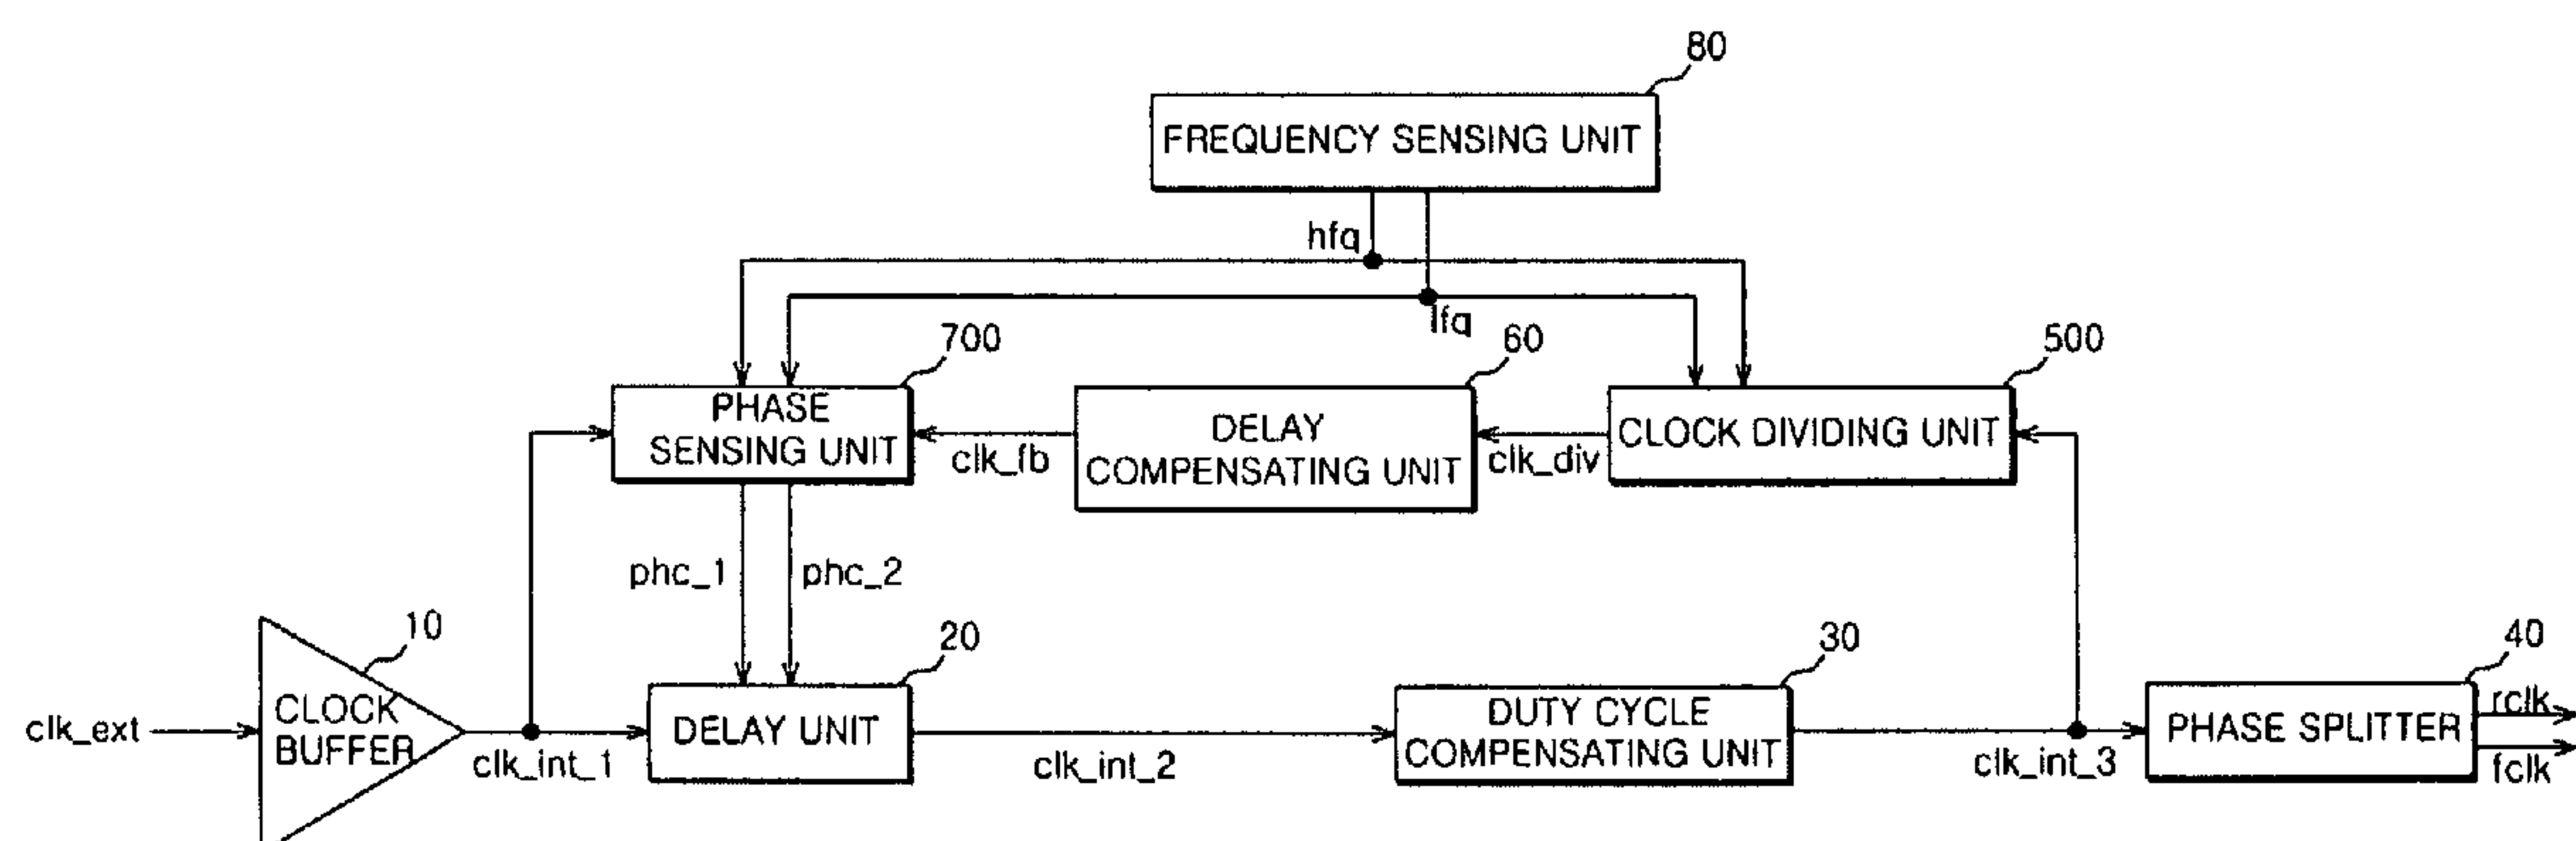 80
FREQUENCY SENSING UNIT
hfq
lfq
700
60
500
PHASE
SENSING UNIT
clk_fb
DELAY
COMPENSATING UNIT
clk_div
CLOCK DIVIDING UNIT
phc_1
phc_2
10
20
30
40
clk_ext
CLOCK
BUFFER
clk_int_1
DELAY UNIT
clk_int_2
DUTY CYCLE
COMPENSATING UNIT
clk_int_3
PHASE SPLITTER
rclk
fclk